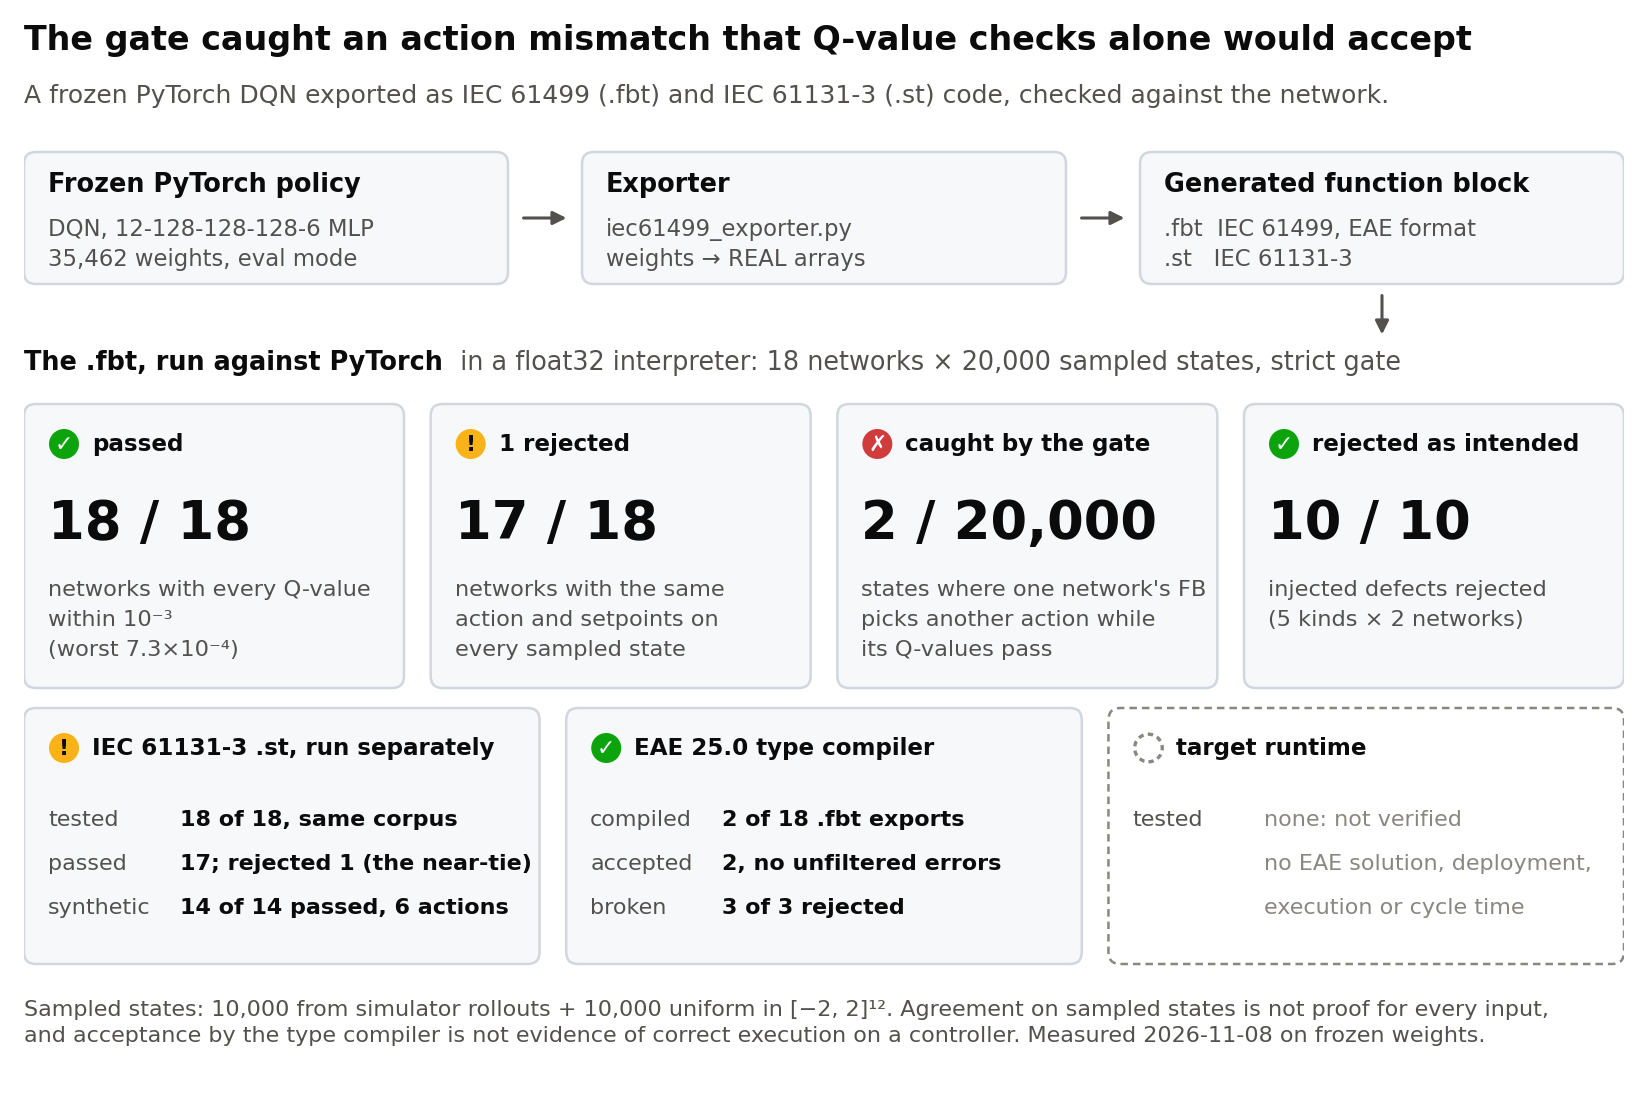 The gate caught an action mismatch that Q-value checks alone would accept
A frozen PyTorch DQN exported as IEC 61499 (.fbt) and IEC 61131-3 (.st) code, checked against the network.
Frozen PyTorch policy
DQN, 12-128-128-128-6 MLP
35,462 weights, eval mode
Exporter
iec61499_exporter.py
weights → REAL arrays
Generated function block
.fbt IEC 61499, EAE format
.st IEC 61131-3
The .fbt, run against PyTorch in a float32 interpreter: 18 networks × 20,000 sampled states, strict gate
✓ passed
18 / 18
networks with every Q-value
within 10⁻³
(worst 7.3×10⁻⁴)
! 1 rejected
17 / 18
networks with the same
action and setpoints on
every sampled state
✗ caught by the gate
2 / 20,000
states where one network's FB
picks another action while
its Q-values pass
✓ rejected as intended
10 / 10
injected defects rejected
(5 kinds × 2 networks)
! IEC 61131-3 .st, run separately
tested 18 of 18, same corpus
passed 17; rejected 1 (the near-tie)
synthetic 14 of 14 passed, 6 actions
✓ EAE 25.0 type compiler
compiled 2 of 18 .fbt exports
accepted 2, no unfiltered errors
broken 3 of 3 rejected
target runtime
tested none: not verified
no EAE solution, deployment,
execution or cycle time
Sampled states: 10,000 from simulator rollouts + 10,000 uniform in [−2, 2]¹². Agreement on sampled states is not proof for every input,
and acceptance by the type compiler is not evidence of correct execution on a controller. Measured 2026-11-08 on frozen weights.